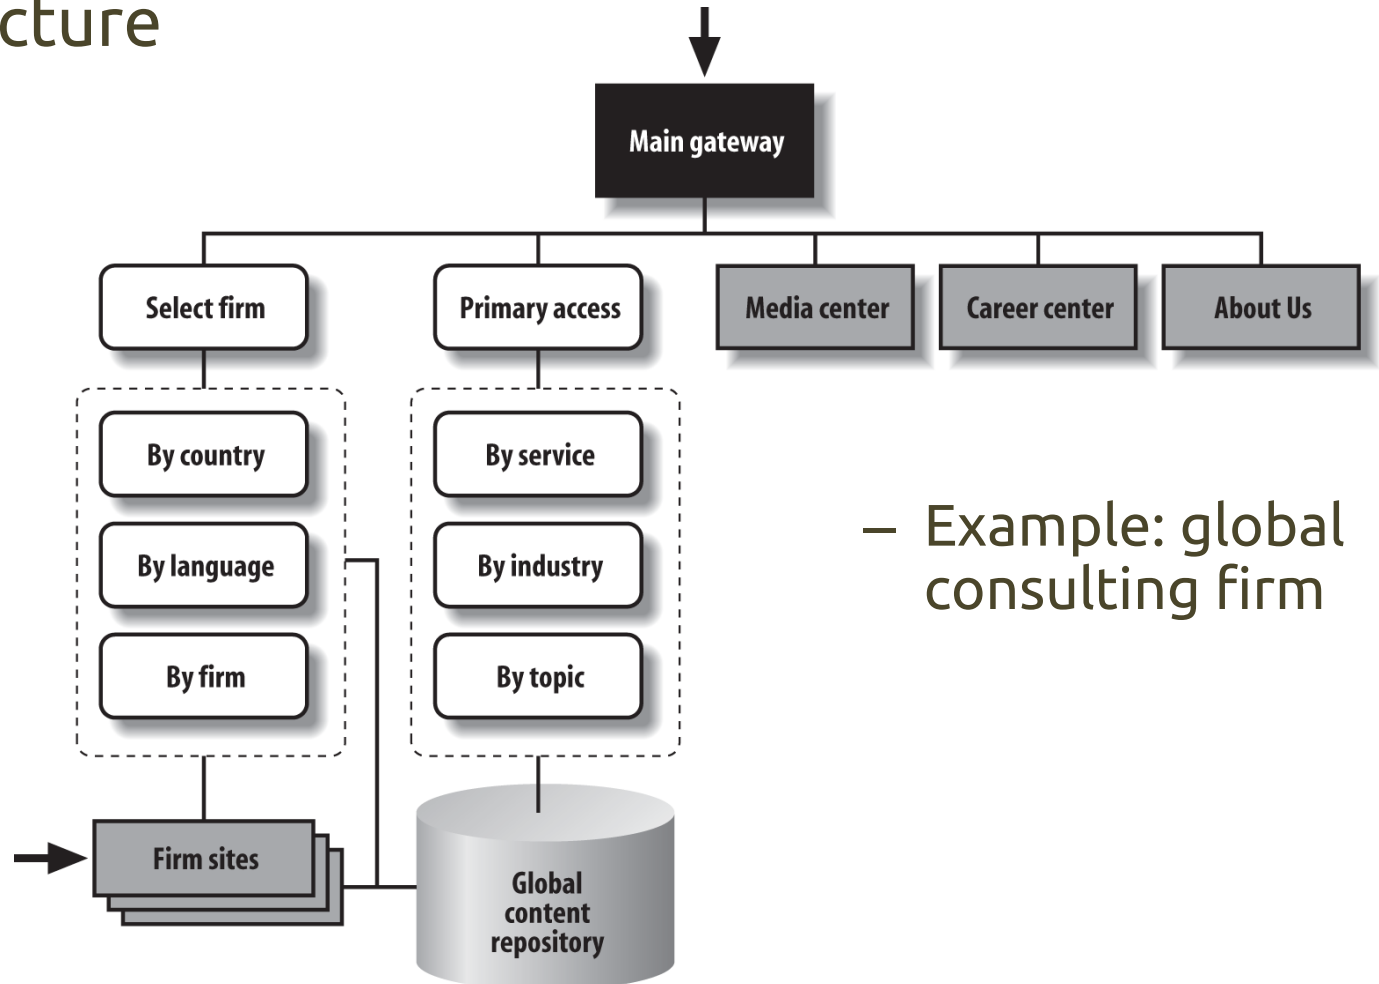 cture
Main gateway
Select firm
Primary access
Media center
Career center
About Us
By country
By service
By language
By industry
By firm
By topic
– Example: global
consulting firm
Firm sites
Global
content
repository